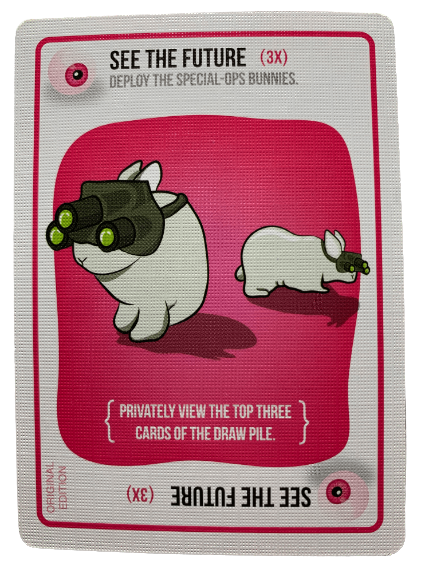 SEE THE FUTURE (3X)
DEPLOY THE SPECIAL-OPS BUNNIES.
{ PRIVATELY VIEW THE TOP THREE
CARDS OF THE DRAW PILE. }
ORIGINAL
EDITION
SEE THE FUTURE (3X)